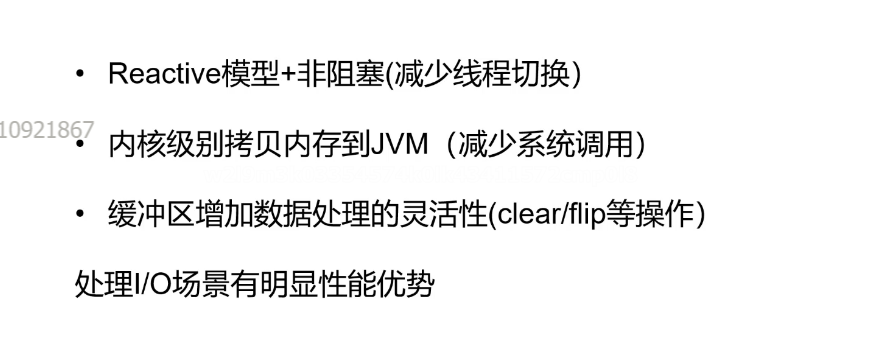 • Reactive模型+非阻塞(减少线程切换）
10921867
• 内核级别拷贝内存到JVM（减少系统调用）
• 缓冲区增加数据处理的灵活性(clear/flip等操作）
处理I/O场景有明显性能优势